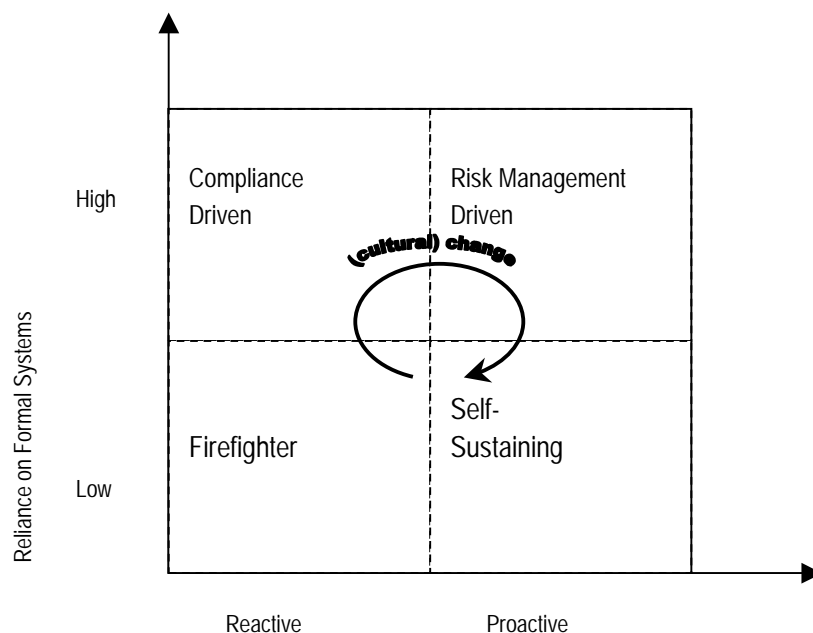 Compliance
Driven
Risk Management
Driven
High
(cultural) change
Reliance on Formal Systems
Self-
Sustaining
Firefighter
Low
Reactive
Proactive